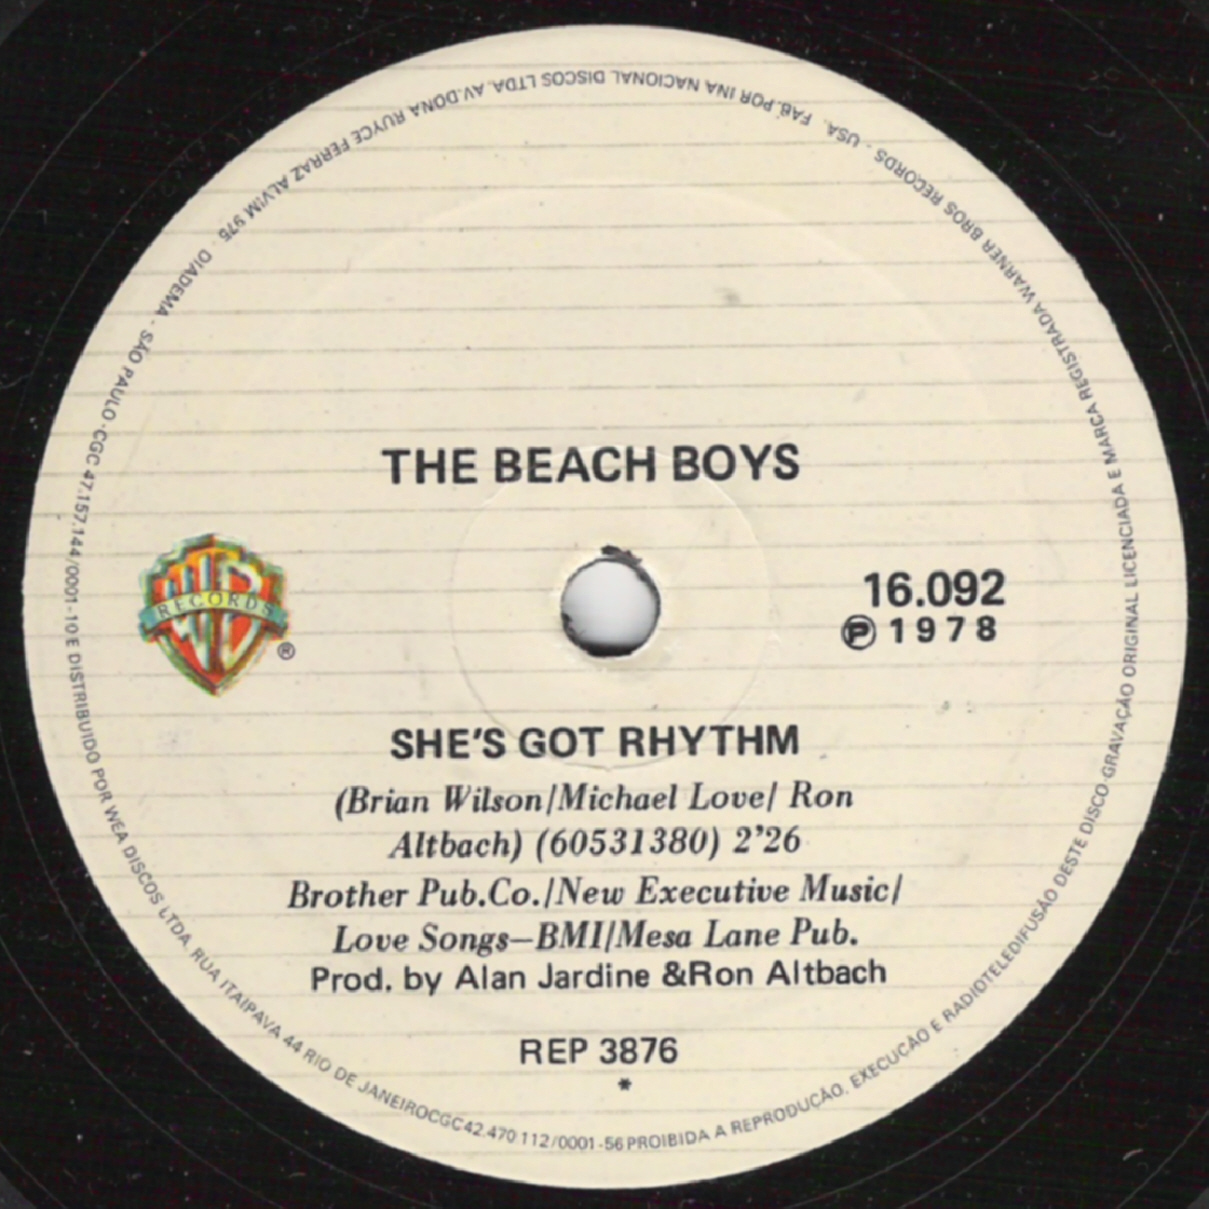 THE BEACH BOYS
RECORDS
®
16.092
Ⓟ 1978
SHE'S GOT RHYTHM
(Brian Wilson/Michael Love/ Ron
Altbach) (60531380) 2'26
Brother Pub.Co./New Executive Music/
Love Songs—BMI/Mesa Lane Pub.
Prod. by Alan Jardine &Ron Altbach
REP 3876
*
FAB. POR INA NACIONAL DISCOS LTDA. AV. DONA RUYCE FERRAZ ALVIM 975 - DIADEMA - SÃO PAULO - CGC 47.157.144/0001-10 E DISTRIBUIDO POR WEA DISCOS LTDA. RUA ITAIPAVA 44 RIO DE JANEIRO CGC 42.470.112/0001-56 PROIBIDA A REPRODUCÃO. EXECUCÃO E RADIOTELEDIFUSÃO DESTE DISCO-GRAVAÇÃO ORIGINAL LICENCIADA E MARCA REGISTRADA WARNER BROS RECORDS - USA.